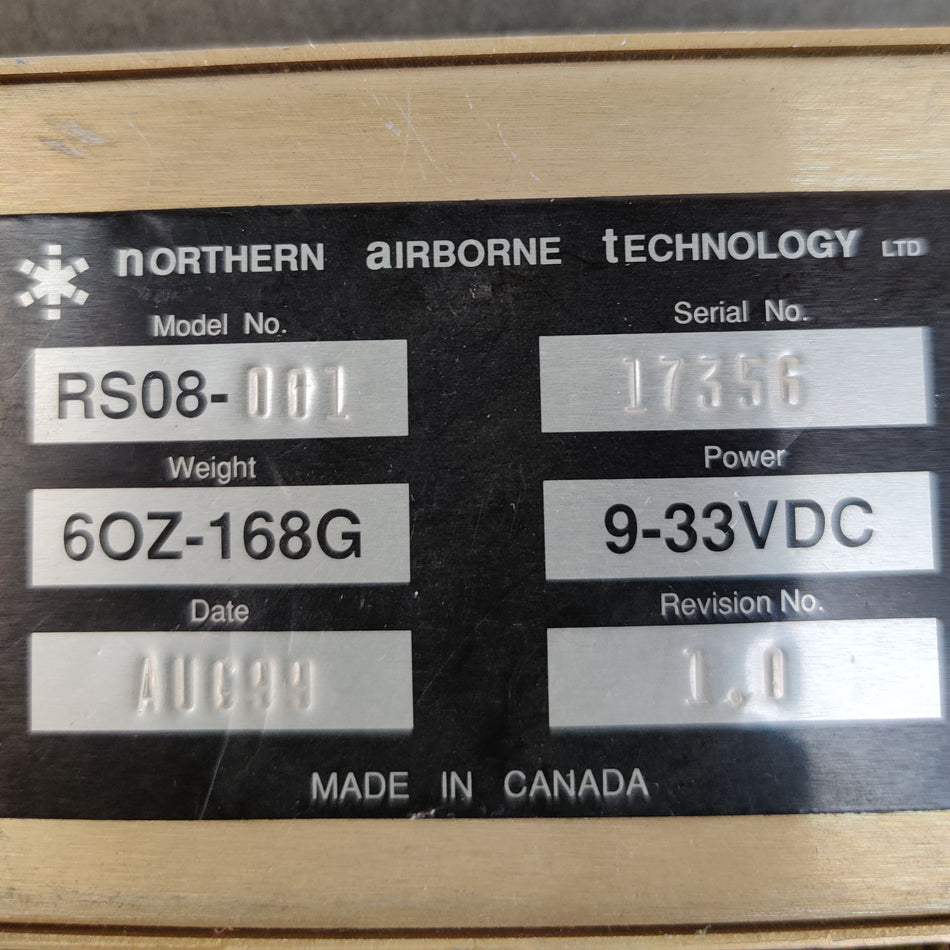 nORTHERN aIRBORNE tECHNOLOGY LTD
Model No. Serial No.
RS08-001 17356
Weight Power
6OZ-168G 9-33VDC
Date Revision No.
AUG99 1.0
MADE IN CANADA